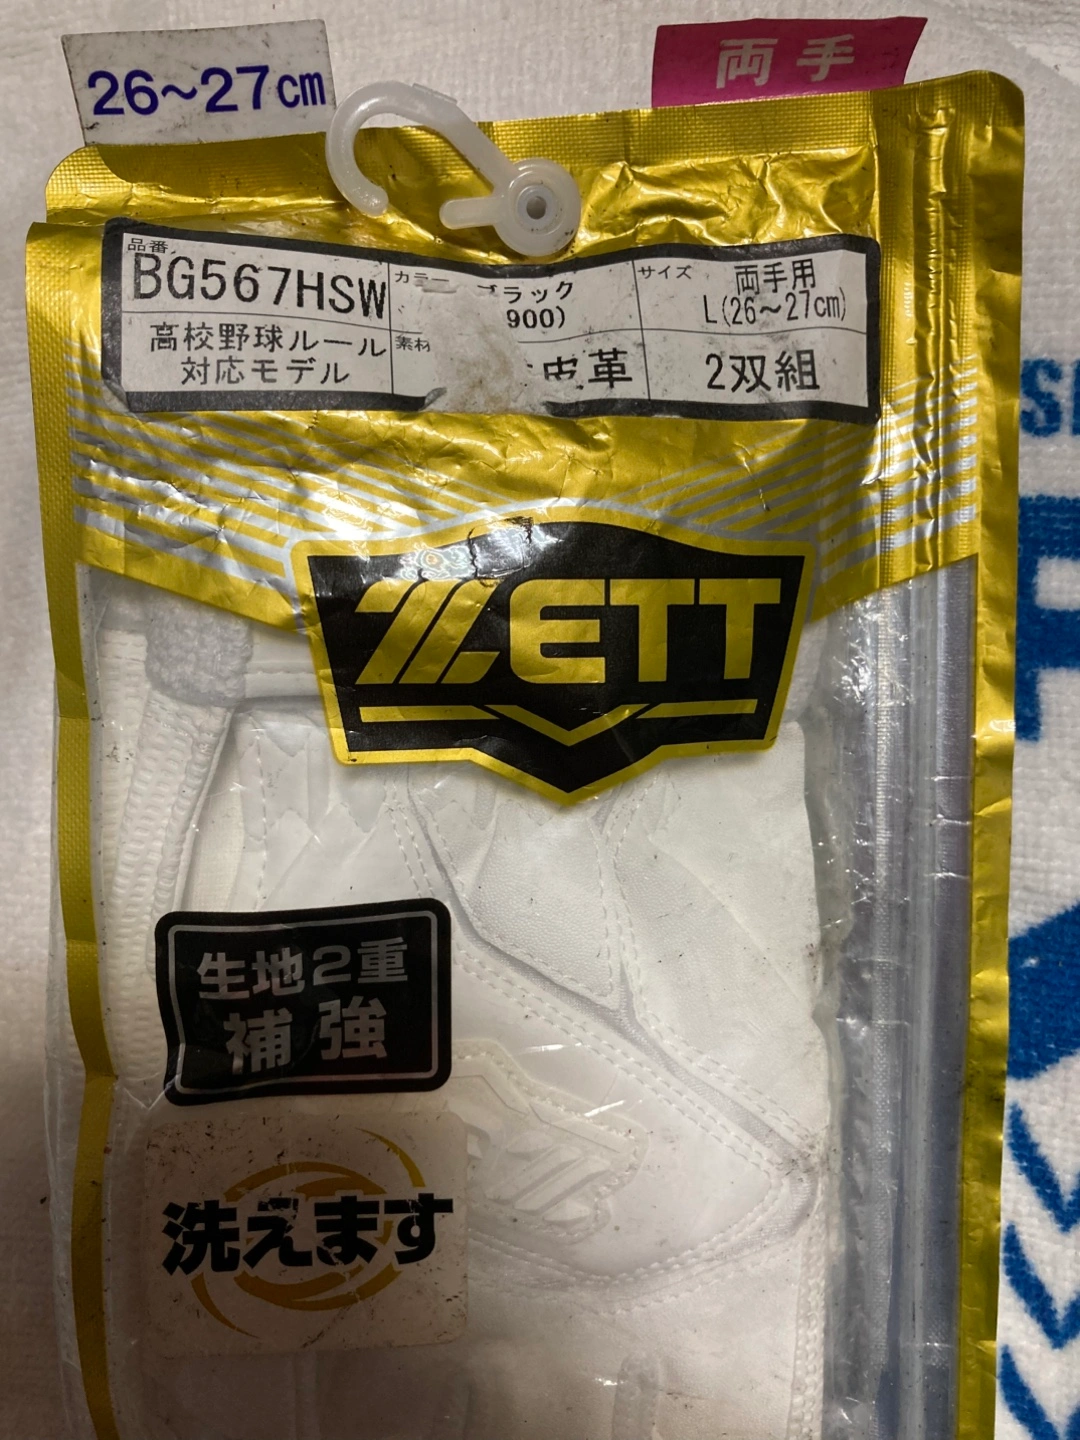 26~27cm
両手
品番
BG567HSW
高校野球ルール
対応モデル
カラー
ブラック
900)
素材
皮革
サイズ
両手用
L(26~27cm)
2双組
ZETT
生地2重
補強
洗えます